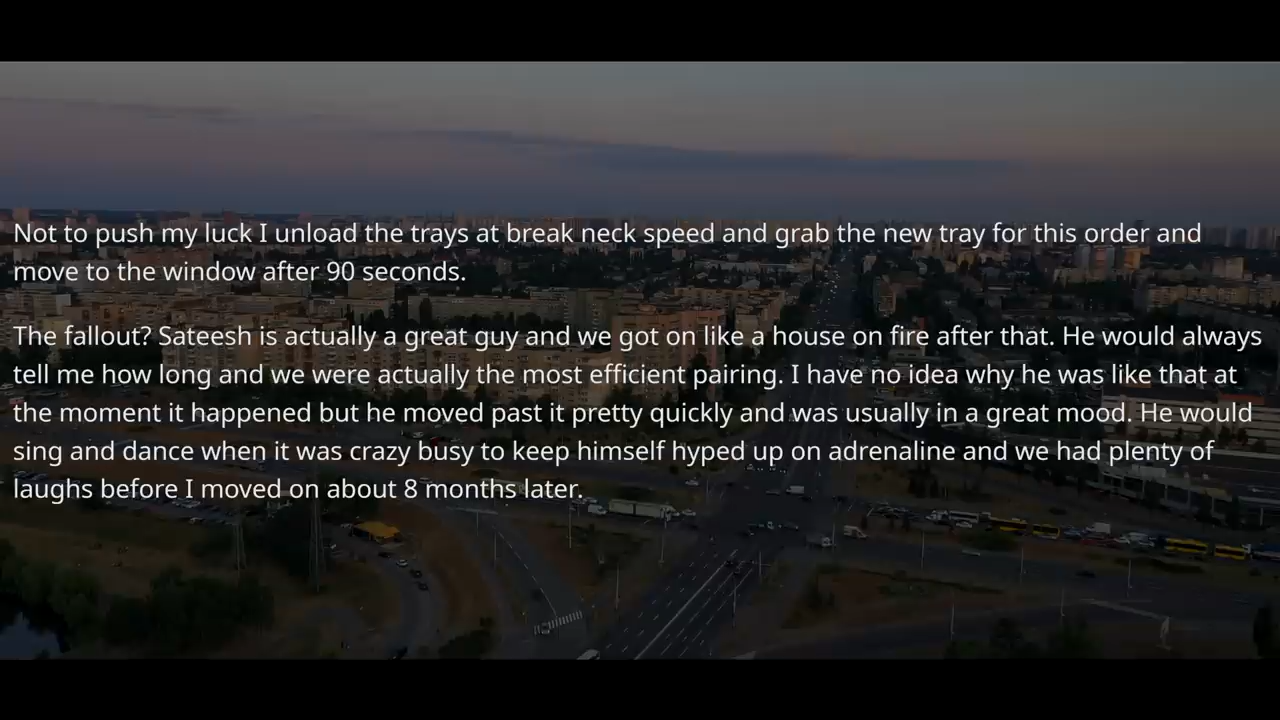 Not to push my luck I unload the trays at break neck speed and grab the new tray for this order and
move to the window after 90 seconds.
The fallout? Sateesh is actually a great guy and we got on like a house on fire after that. He would always
tell me how long and we were actually the most efficient pairing. I have no idea why he was like that at
the moment it happened but he moved past it pretty quickly and was usually in a great mood. He would
sing and dance when it was crazy busy to keep himself hyped up on adrenaline and we had plenty of
laughs before I moved on about 8 months later.